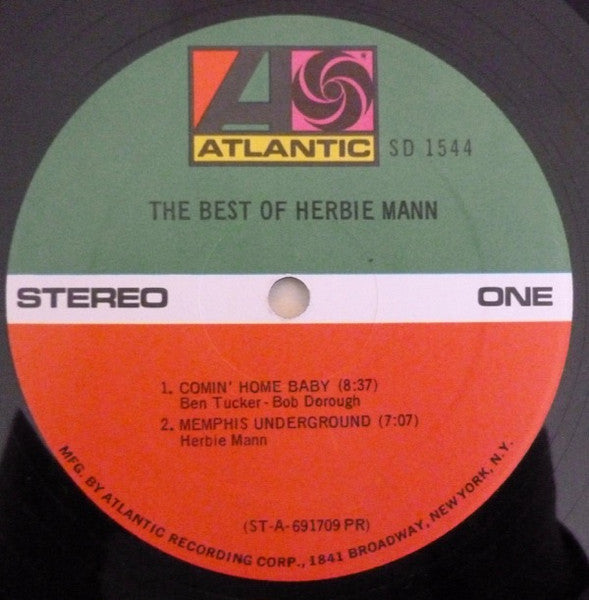 ATLANTIC SD 1544
THE BEST OF HERBIE MANN
STEREO ONE
1. COMIN' HOME BABY (8:37)
Ben Tucker - Bob Dorough
2. MEMPHIS UNDERGROUND (7:07)
Herbie Mann
(ST-A-691709 PR)
MFG. BY ATLANTIC RECORDING CORP., 1841 BROADWAY, NEW YORK, N.Y.